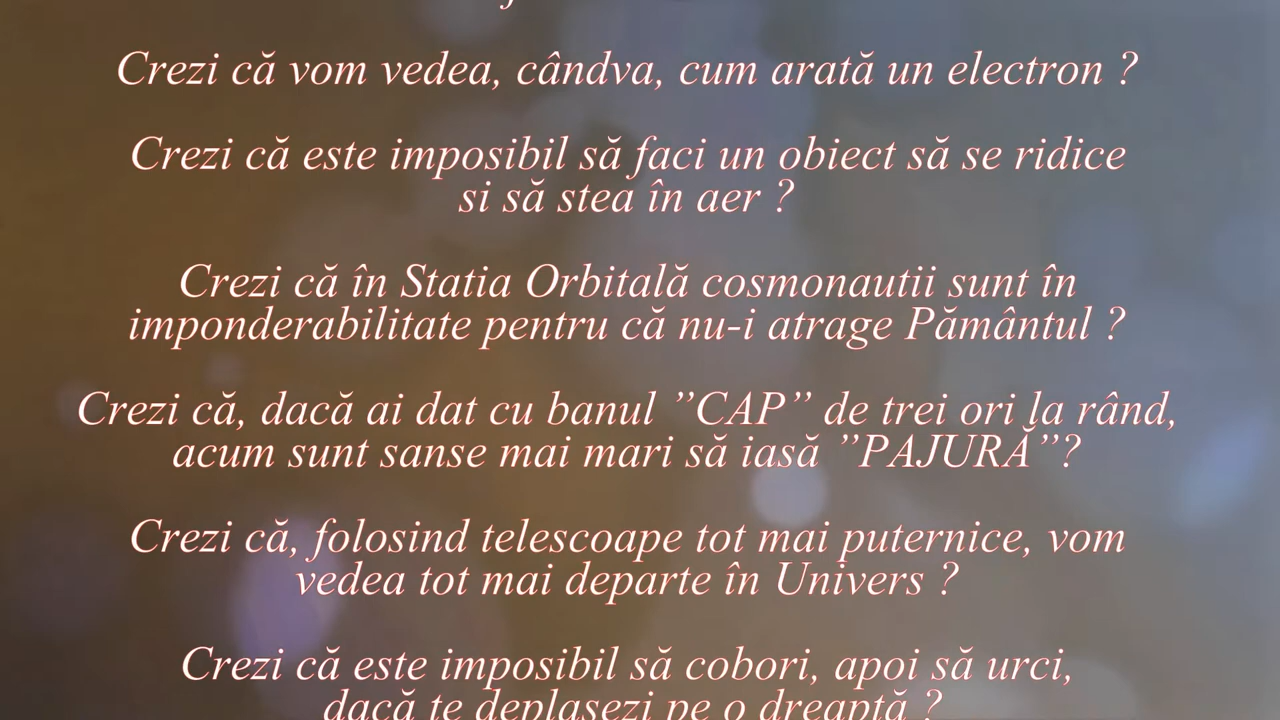 Crezi că vom vedea, cândva, cum arată un electron ?
Crezi că este imposibil să faci un obiect să se ridice
si să stea în aer ?
Crezi că în Statia Orbitală cosmonautii sunt în
imponderabilitate pentru că nu-i atrage Pământul ?
Crezi că, dacă ai dat cu banul ”CAP” de trei ori la rând,
acum sunt sanse mai mari să iasă ”PAJURĂ”?
Crezi că, folosind telescoape tot mai puternice, vom
vedea tot mai departe în Univers ?
Crezi că este imposibil să cobori, apoi să urci,
dacă te deplasezi pe o dreaptă ?